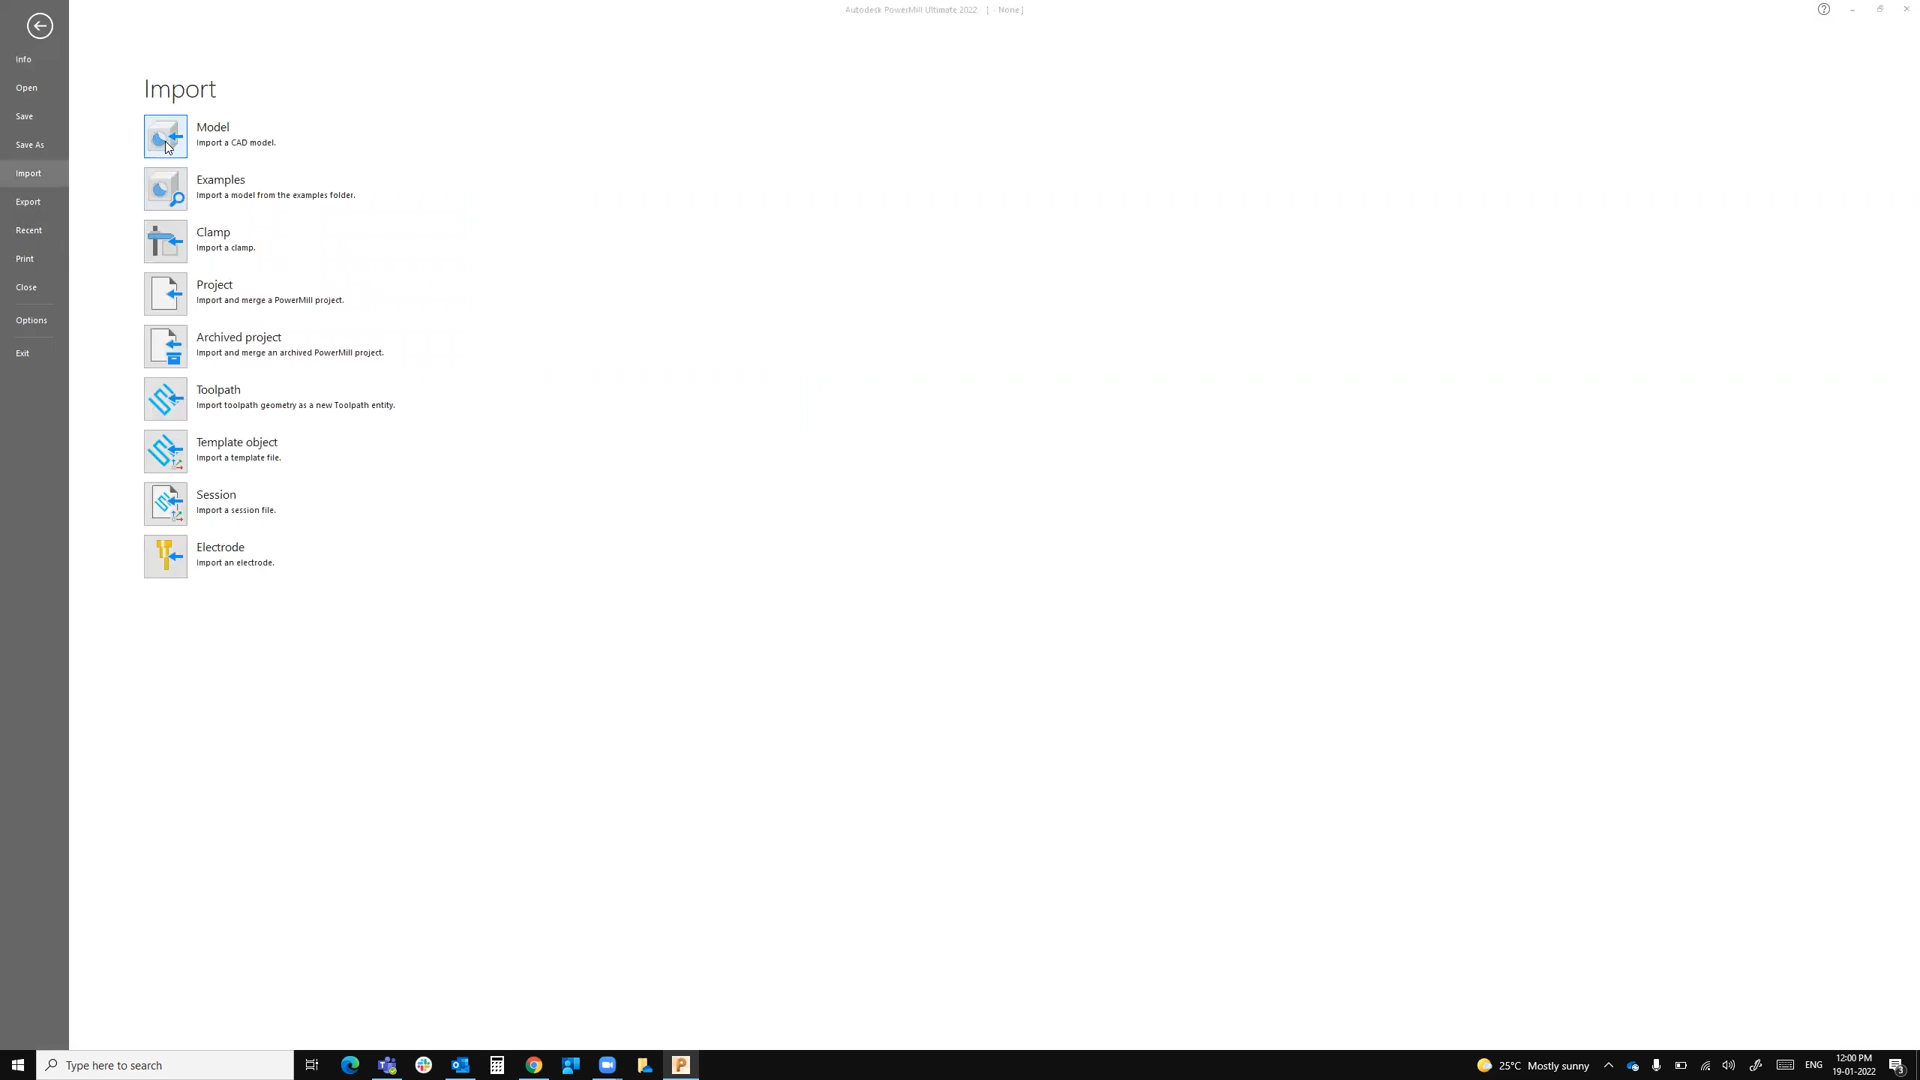 Autodesk PowerMill Ultimate 2022 [ - None ]
Info
Open
Save
Save As
Import
Export
Recent
Print
Close
Options
Exit
Import
Model
Import a CAD model.
Examples
Import a model from the examples folder.
Clamp
Import a clamp.
Project
Import and merge a PowerMill project.
Archived project
Import and merge an archived PowerMill project.
Toolpath
Import toolpath geometry as a new Toolpath entity.
Template object
Import a template file.
Session
Import a session file.
Electrode
Import an electrode.
Type here to search
25°C Mostly sunny
ENG
12:00 PM
19-01-2022
3